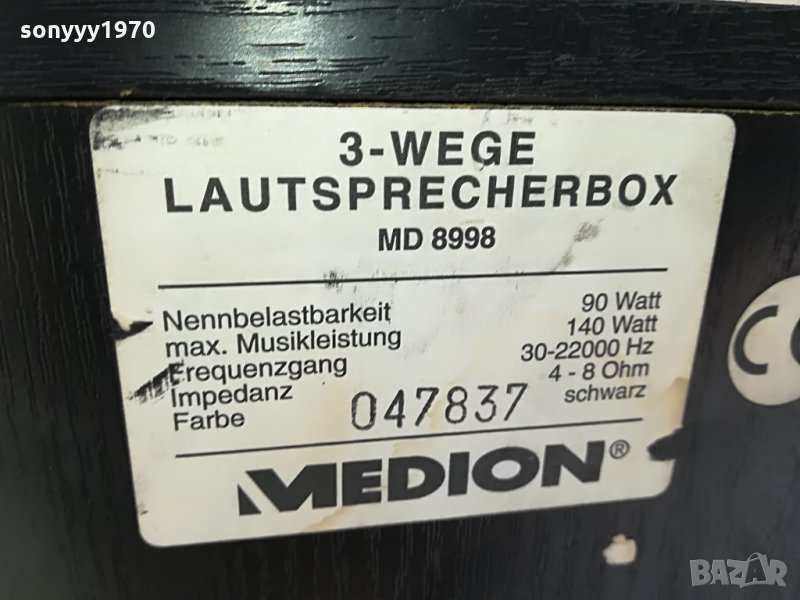 sonyyy1970
3-WEGE
LAUTSPRECHERBOX
MD 8998
Nennbelastbarkeit 90 Watt
max. Musikleistung 140 Watt
Frequenzgang 30-22000 Hz
Impedanz 4 - 8 Ohm
Farbe 047837 schwarz
MEDION®
BAZAR